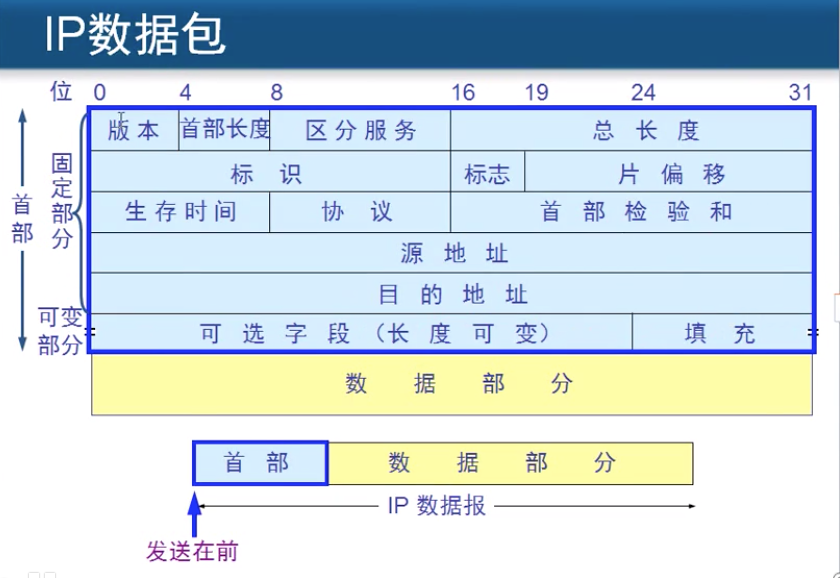 IP数据包
位 0 4 8 16 19 24 31
版本 首部长度 区分服务 总长度
标识 标志 片偏移
生存时间 协议 首部检验和
源地址
目的地址
可选字段（长度可变） 填充
数据部分
首部
固定部分
可变部分
首部 数据部分
IP 数据报
发送在前